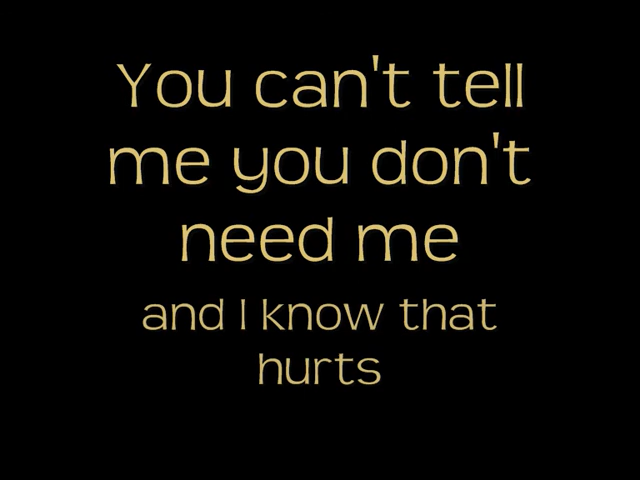 You can't tell
me you don't
need me
and I know that
hurts